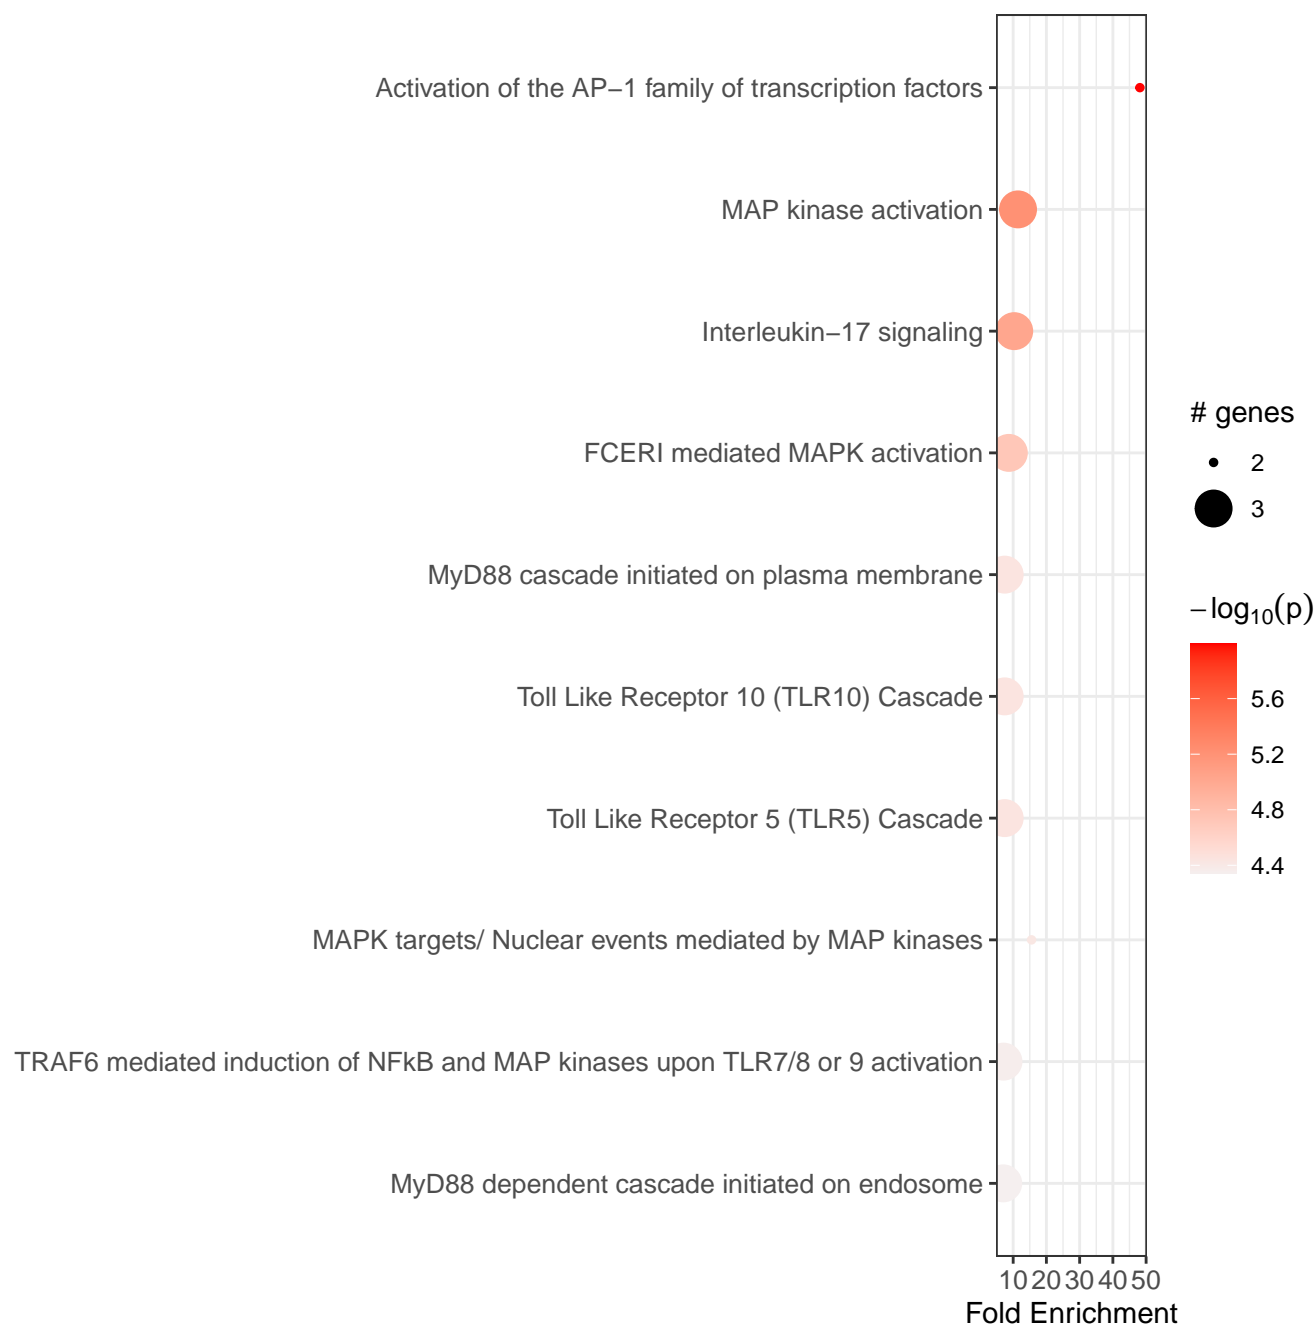 Activation of the AP−1 family of transcription factors
MAP kinase activation
Interleukin−17 signaling
FCERI mediated MAPK activation
MyD88 cascade initiated on plasma membrane
Toll Like Receptor 10 (TLR10) Cascade
Toll Like Receptor 5 (TLR5) Cascade
MAPK targets/ Nuclear events mediated by MAP kinases
TRAF6 mediated induction of NFkB and MAP kinases upon TLR7/8 or 9 activation
MyD88 dependent cascade initiated on endosome
10 20 30 40 50
Fold Enrichment
# genes
2
3
−log₁₀(p)
5.6
5.2
4.8
4.4